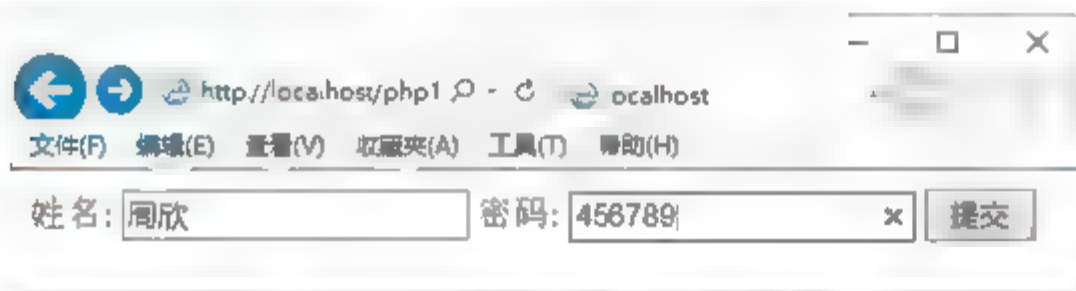 http://localhost/php1 localhost
文件(F) 编辑(E) 查看(V) 收藏夹(A) 工具(T) 帮助(H)
姓名: 周欣 密码: 456789 × 提交